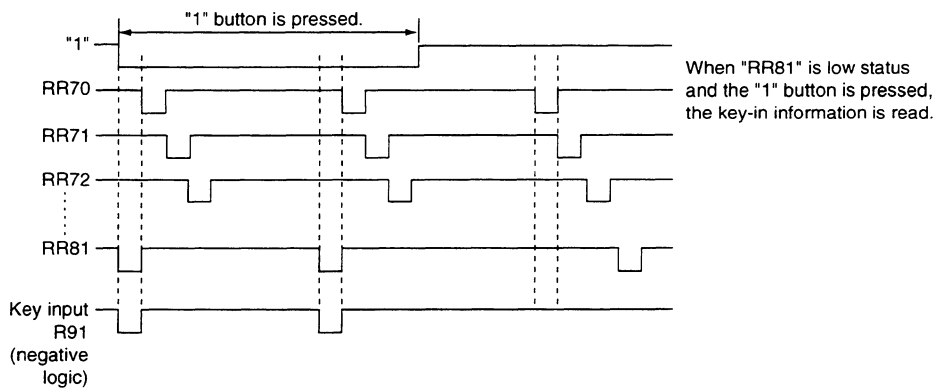 "1" button is pressed.
"1"
RR70
RR71
RR72
RR81
Key input
R91
(negative
logic)
When "RR81" is low status
and the "1" button is pressed,
the key-in information is read.